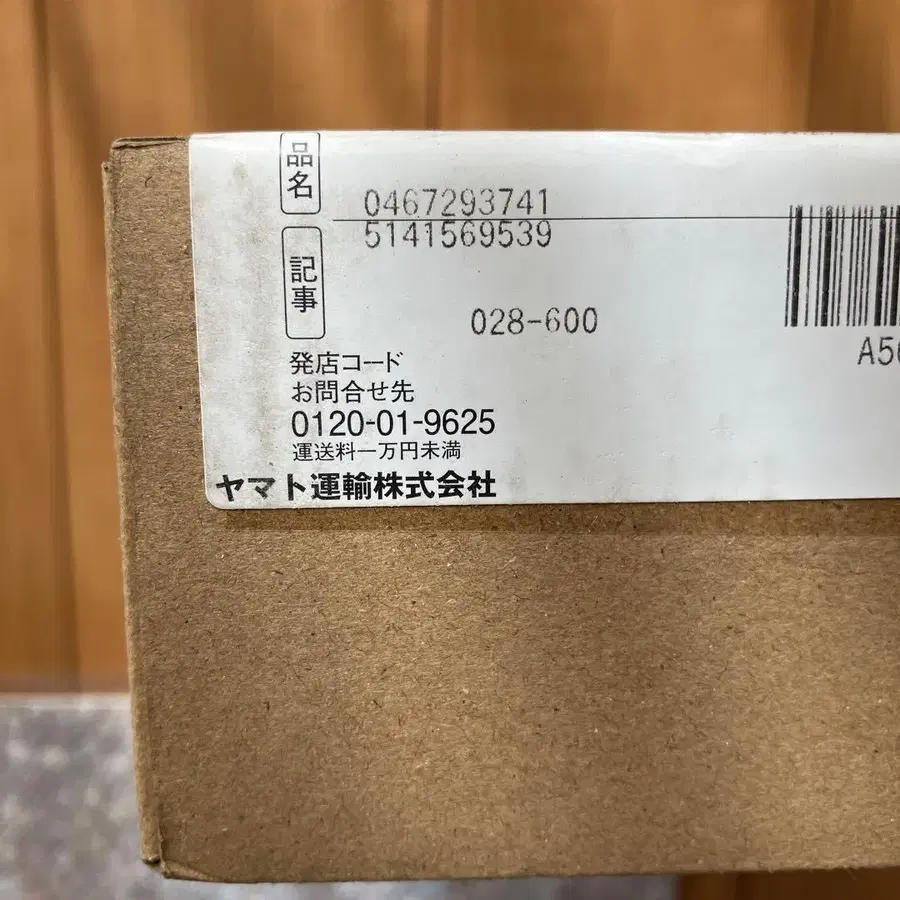 品名
0467293741
記事
5141569539
028-600
発店コード
お問合せ先
0120-01-9625
運送料一万円未満
ヤマト運輸株式会社